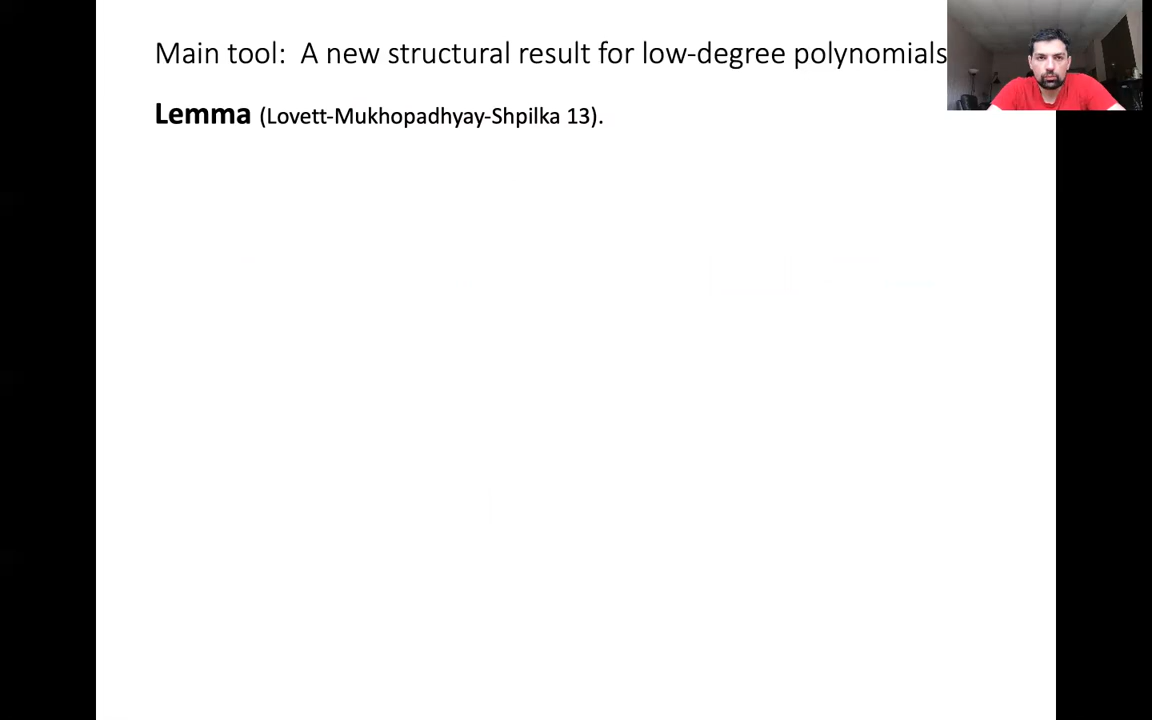 Main tool: A new structural result for low-degree polynomials
Lemma (Lovett-Mukhopadhyay-Shpilka 13).